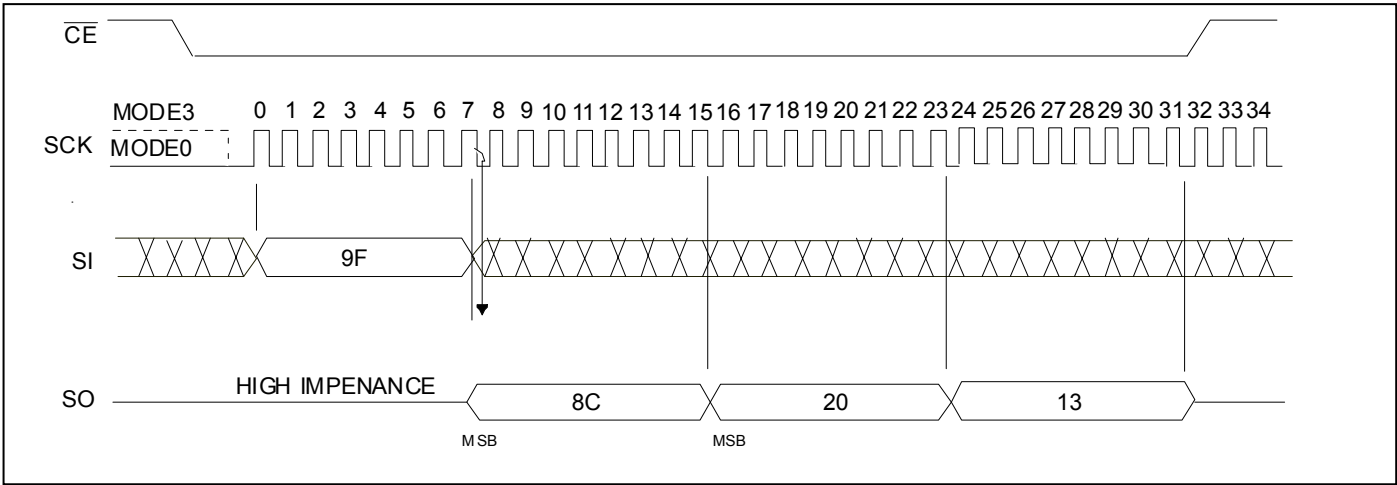 CE
MODE3 0 1 2 3 4 5 6 7 8 9 10 11 12 13 14 15 16 17 18 19 20 21 22 23 24 25 26 27 28 29 30 31 32 33 34
SCK MODE0
SI 9F
HIGH IMPENANCE
SO 8C 20 13
MSB MSB